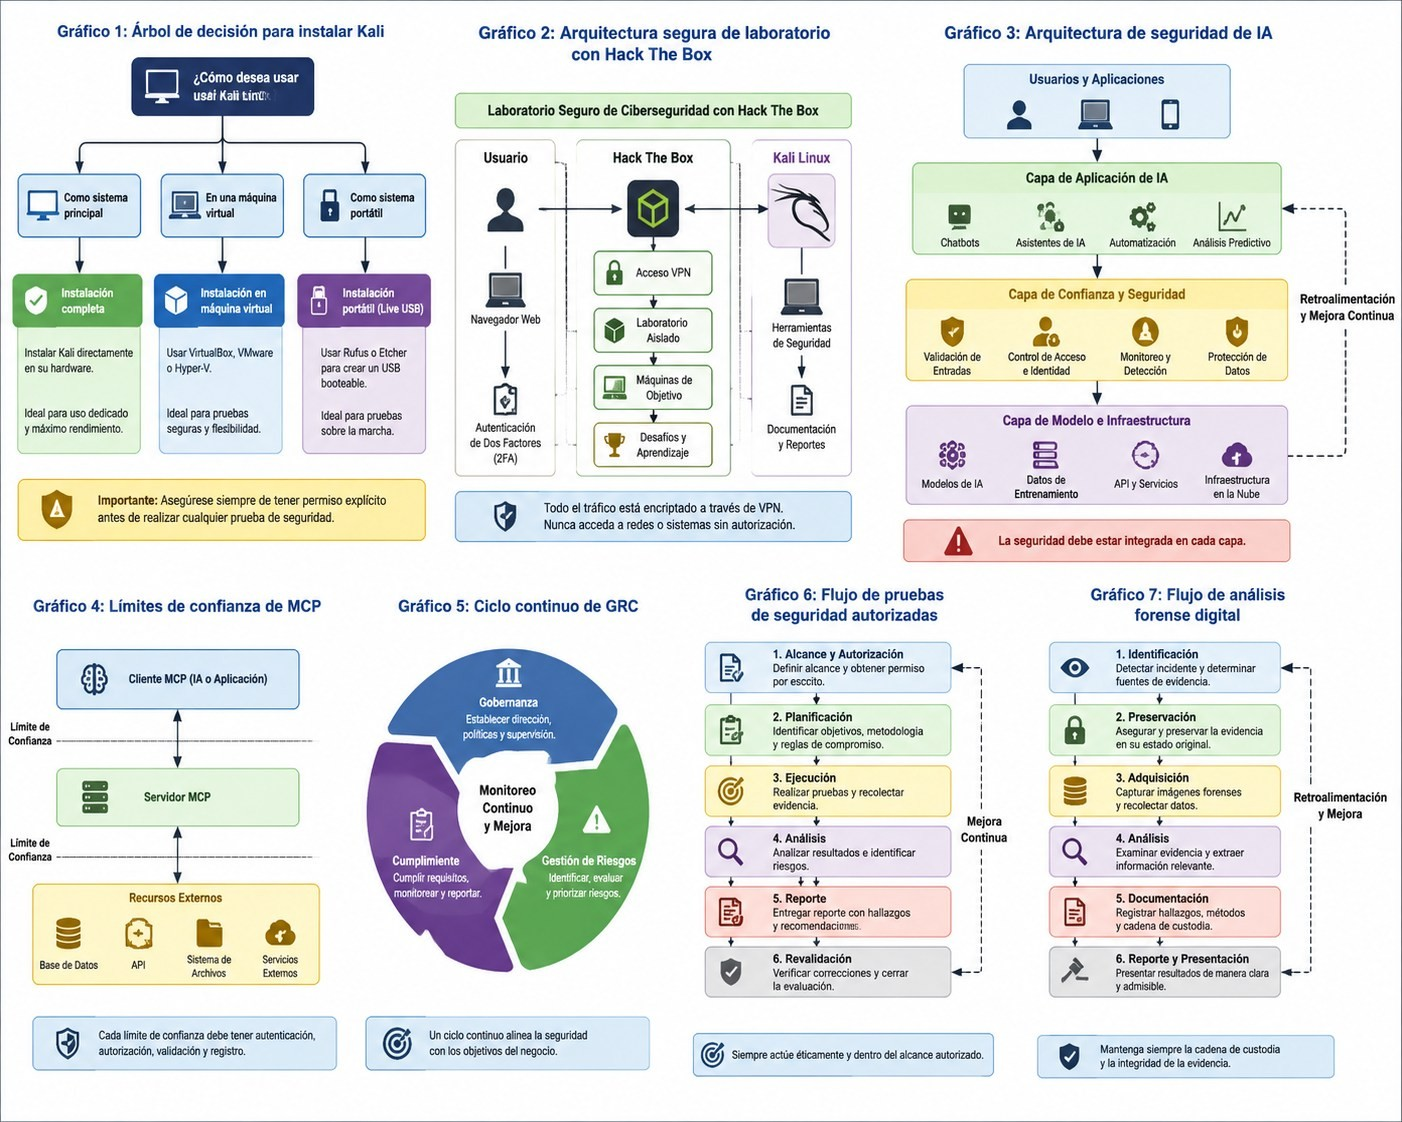 Gráfico 1: Árbol de decisión para instalar Kali
¿Cómo desea usar
usar Kali
Como sistema
principal
En una máquina
virtual
Como sistema
portátil
Instalación
completa
Instalar Kali directamente
en su hardware.
Ideal para uso dedicado
y máximo rendimiento.
Instalación en
máquina virtual
Usar VirtualBox, VMware
o Hyper-V.
Ideal para pruebas
seguras y flesibilidad.
Instalación
portátil (Live USB)
Usar Rufus o Etcher
para crear un USB
booteable.
Ideal para pruebas
sobre la marcha.
Importante: Asegúrese siempre de tener permiso explícito
antes de realizar cualquier prueba de seguridad.
Gráfico 2: Arquitectura segura de laboratorio
con Hack The Box
Laboratorio Seguro de Ciberseguridad con Hack The Box
Usuario
Navegador Web
Autenticación
de Dos Factores
(2FA)
Hack The Box
Acceso VPN
Laboratorio
Aislado
Máquinas de
Objetivo
Desafíos y
Aprendizaje
Kali Linux
Herramientas
de Seguridad
Documentación
y Reportes
Todo el tráfico está encriptado a través de VPN.
Nunca acceda a redes o sistemas sin autorización.
Gráfico 3: Arquitectura de seguridad de IA
Usuarios y Aplicaciones
Capa de Aplicación de IA
Chatbots
Asistentes de IA
Automatización
Análisis Predictivo
Capa de Confianza y Seguridad
Validación de
Entradas
Control de Acceso
e Identidad
Monitoreo y
Detección
Protección de
Datos
Capa de Modelo e Infraestructura
Modelos de IA
Datos de
Entrenamiento
API y Servicios
Infraestructura
en la Nube
Retroalimentación
y Mejora Continua
La seguridad debe estar integrada en cada capa.
Gráfico 4: Límites de confianza de MCP
Cliente MCP (IA o Aplicación)
Límite de
Confianza
Servidor MCP
Límite de
Confianza
Recursos Externos
Base de Datos
API
Sistema de
Archivos
Servicios
Externos
Cada límite de confianza debe tener autenticación,
autorización, validación y registro.
Gráfico 5: Ciclo continuo de GRC
Gobernanza
Establecer dirección,
políticas y supervisión.
Monitoreo
Continuo
y Mejora
Cumplimiente
Cumplir requisitos,
monitorear y reportar.
Gestión de Riesgos
Identificar, evaluar
y priotizar riesgos.
Un ciclo continuo alinea la seguridad
con los objetivos del negocio.
Gráfico 6: Flujo de pruebas
de seguridad autorizadas
1. Alcance y Autorización
Definir alcance y obtener permiso
por esccito.
2. Planificación
Identificar objetivos, metodología
y reglas de compromiso.
3. Ejecución
Realizar pruebas y recolectar
evidencia.
4. Análisis
Analizar resultados e identificar
riesgos.
5. Reporte
Entregar reporte con hallazgos
y recomendaciones.
6. Revalidación
Verificar correcciones y cerrar
la evaluación.
Mejora
Continua
Siempre actúe éticamente y dentro del alcance autorizado.
Gráfico 7: Flujo de análisis
forense digital
1. Identificación
Detectar incidente y determinar
fuentes de evidencia.
2. Preservación
Asegurar y preservar la evidencia
en su estado original.
3. Adquisición
Capturar imágenes forenses
y recolectar datos.
4. Análisis
Examinar evidencia y extraer
información relevante.
5. Documentación
Registrar hallazgos, métodos
y cadena de custodia.
6. Reporte y Presentación
Presentar resultados de manera clara
y admisible.
Retroalimentación
y Mejora
Mantenga siempre la cadena de custodia
y la integridad de la evidencia.